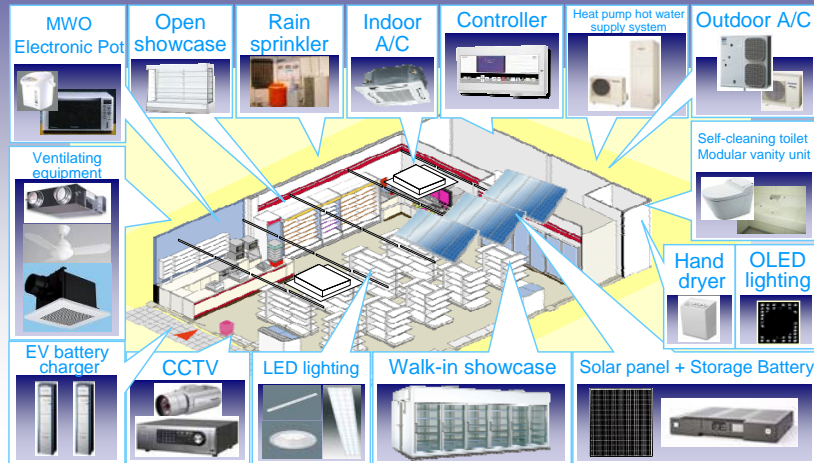 MWO
Electronic Pot
Open
showcase
Rain
sprinkler
Indoor
A/C
Controller
Heat pump hot water
supply system
Outdoor A/C
Ventilating
equipment
Self-cleaning toilet
Modular vanity unit
Hand
dryer
OLED
lighting
EV battery
charger
CCTV
LED lighting
Walk-in showcase
Solar panel + Storage Battery